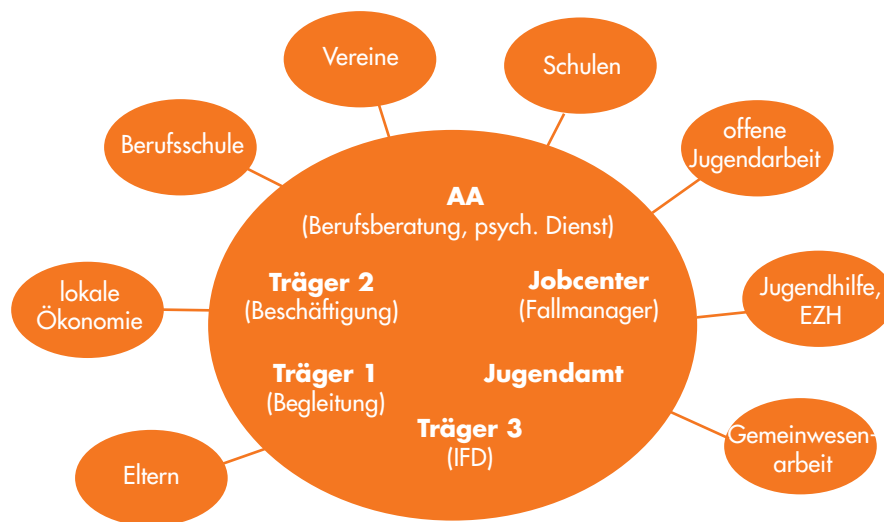 Vereine
Schulen
Berufsschule
offene
Jugendarbeit
AA
(Berufsberatung, psych. Dienst)
lokale
Ökonomie
Träger 2
(Beschäftigung)
Jobcenter
(Fallmanager)
Jugendhilfe,
EZH
Träger 1
(Begleitung)
Jugendamt
Träger 3
(IFD)
Gemeinwesen-
arbeit
Eltern